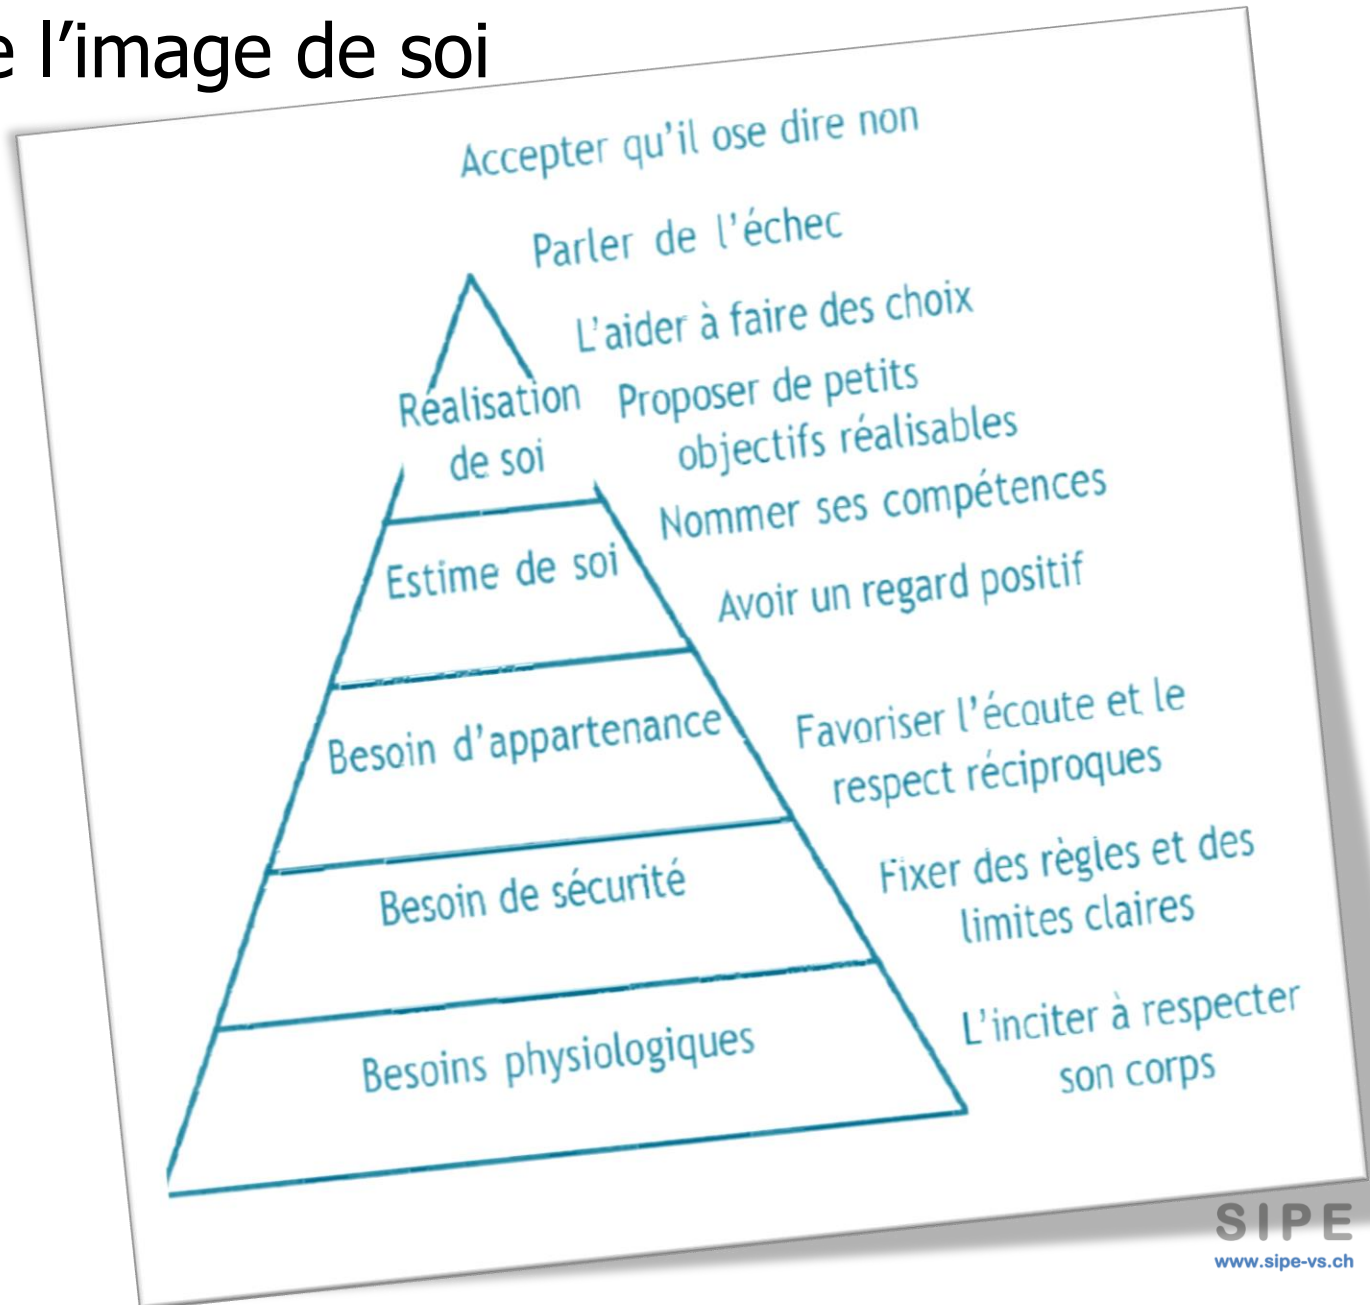 e l’image de soi
Accepter qu’il ose dire non
Parler de l’échec
L’aider à faire des choix
Réalisation
de soi
Proposer de petits
objectifs réalisables
Nommer ses compétences
Estime de soi
Avoir un regard positif
Besoin d’appartenance
Favoriser l’écoute et le
respect réciproques
Besoin de sécurité
Fixer des règles et des
limites claires
Besoins physiologiques
L’inciter à respecter
son corps
SIPE
www.sipe-vs.ch